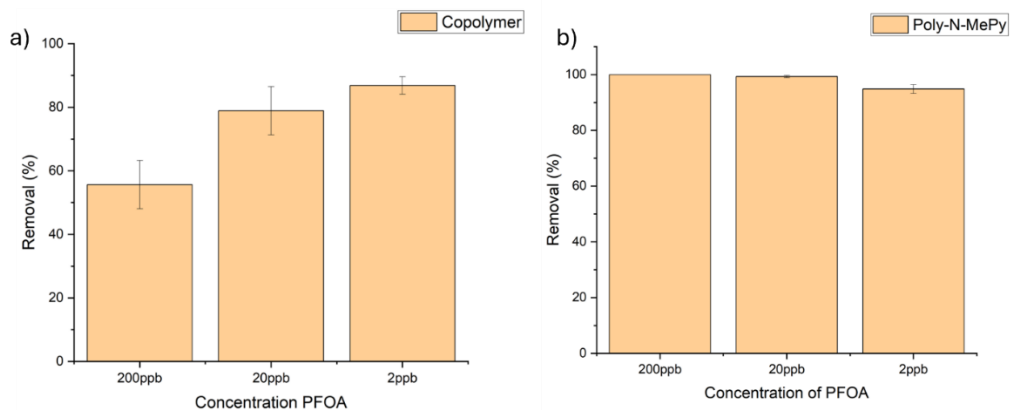 a)
Copolymer
100
80
60
40
20
0
Removal (%)
200ppb
20ppb
2ppb
Concentration PFOA
b)
Poly-N-MePy
100
80
60
40
20
0
Removal (%)
200ppb
20ppb
2ppb
Concentration of PFOA